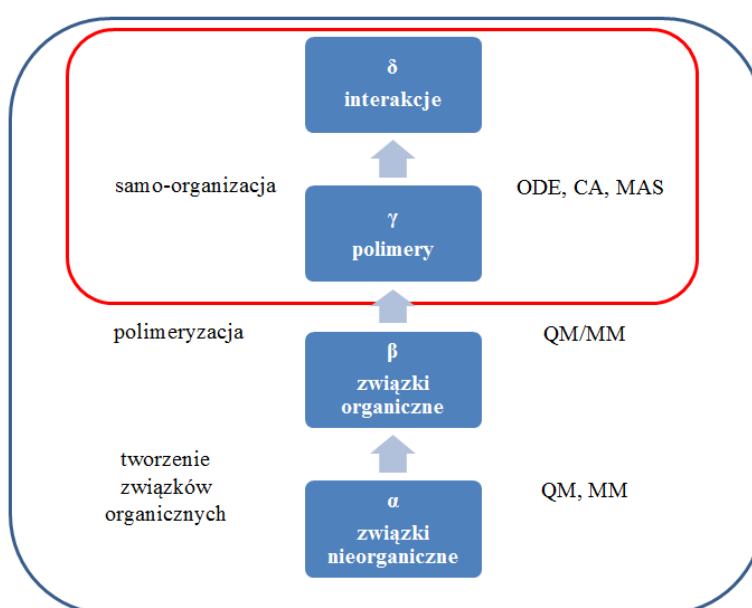 δ
interakcje
samo-organizacja
ODE, CA, MAS
γ
polimery
polimeryzacja
QM/MM
β
związki
organiczne
tworzenie
związków
organicznych
QM, MM
α
związki
nieorganiczne